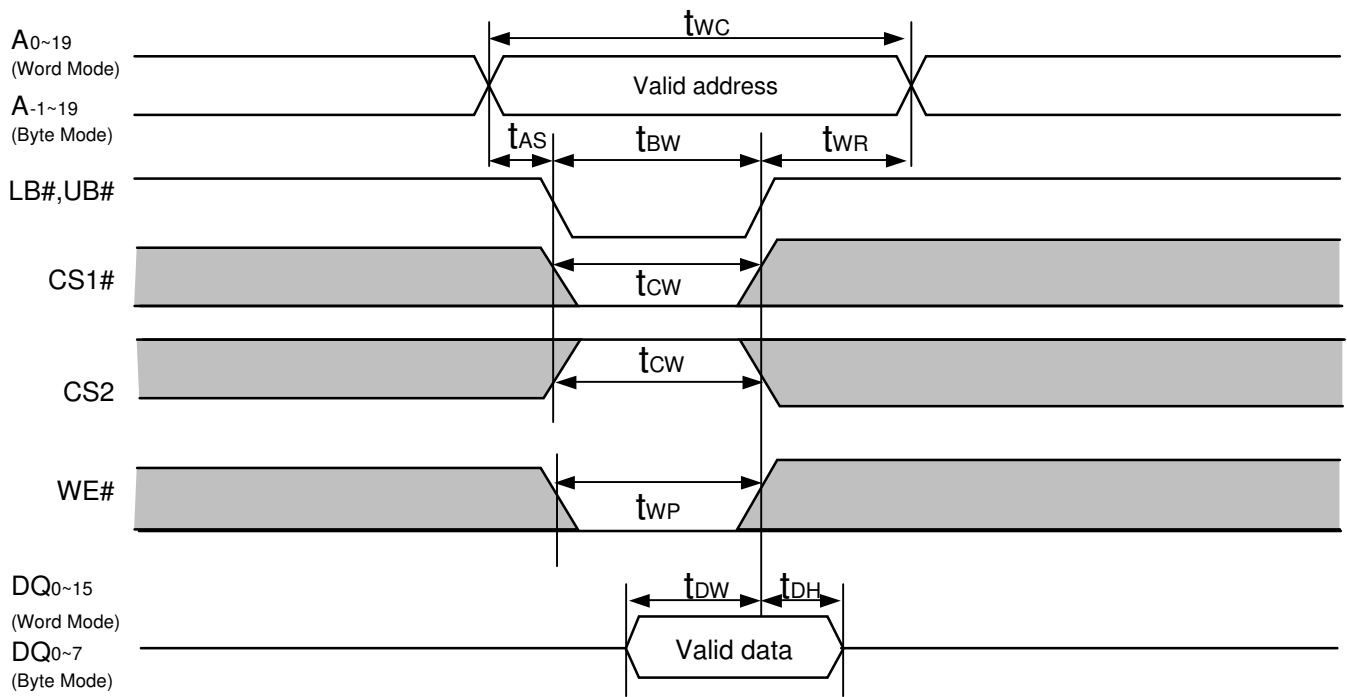 A0~19
(Word Mode)
A-1~19
(Byte Mode)
tWC
Valid address
tAS
tBW
tWR
LB#,UB#
CS1#
tCW
CS2
tCW
WE#
tWP
DQ0~15
(Word Mode)
DQ0~7
(Byte Mode)
tDW
tDH
Valid data